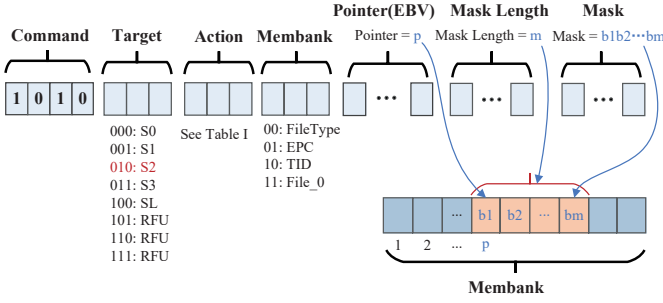 Pointer(EBV) Mask Length Mask
Command Target Action Membank
Pointer = p Mask Length = m Mask = b1b2···bm
1 0 1 0 ··· ··· ···
000: S0
001: S1
010: S2
011: S3
100: SL
101: RFU
110: RFU
111: RFU
See Table I
00: FileType
01: EPC
10: TID
11: File_0
··· b1 b2 ··· bm
1 2 ... p
Membank